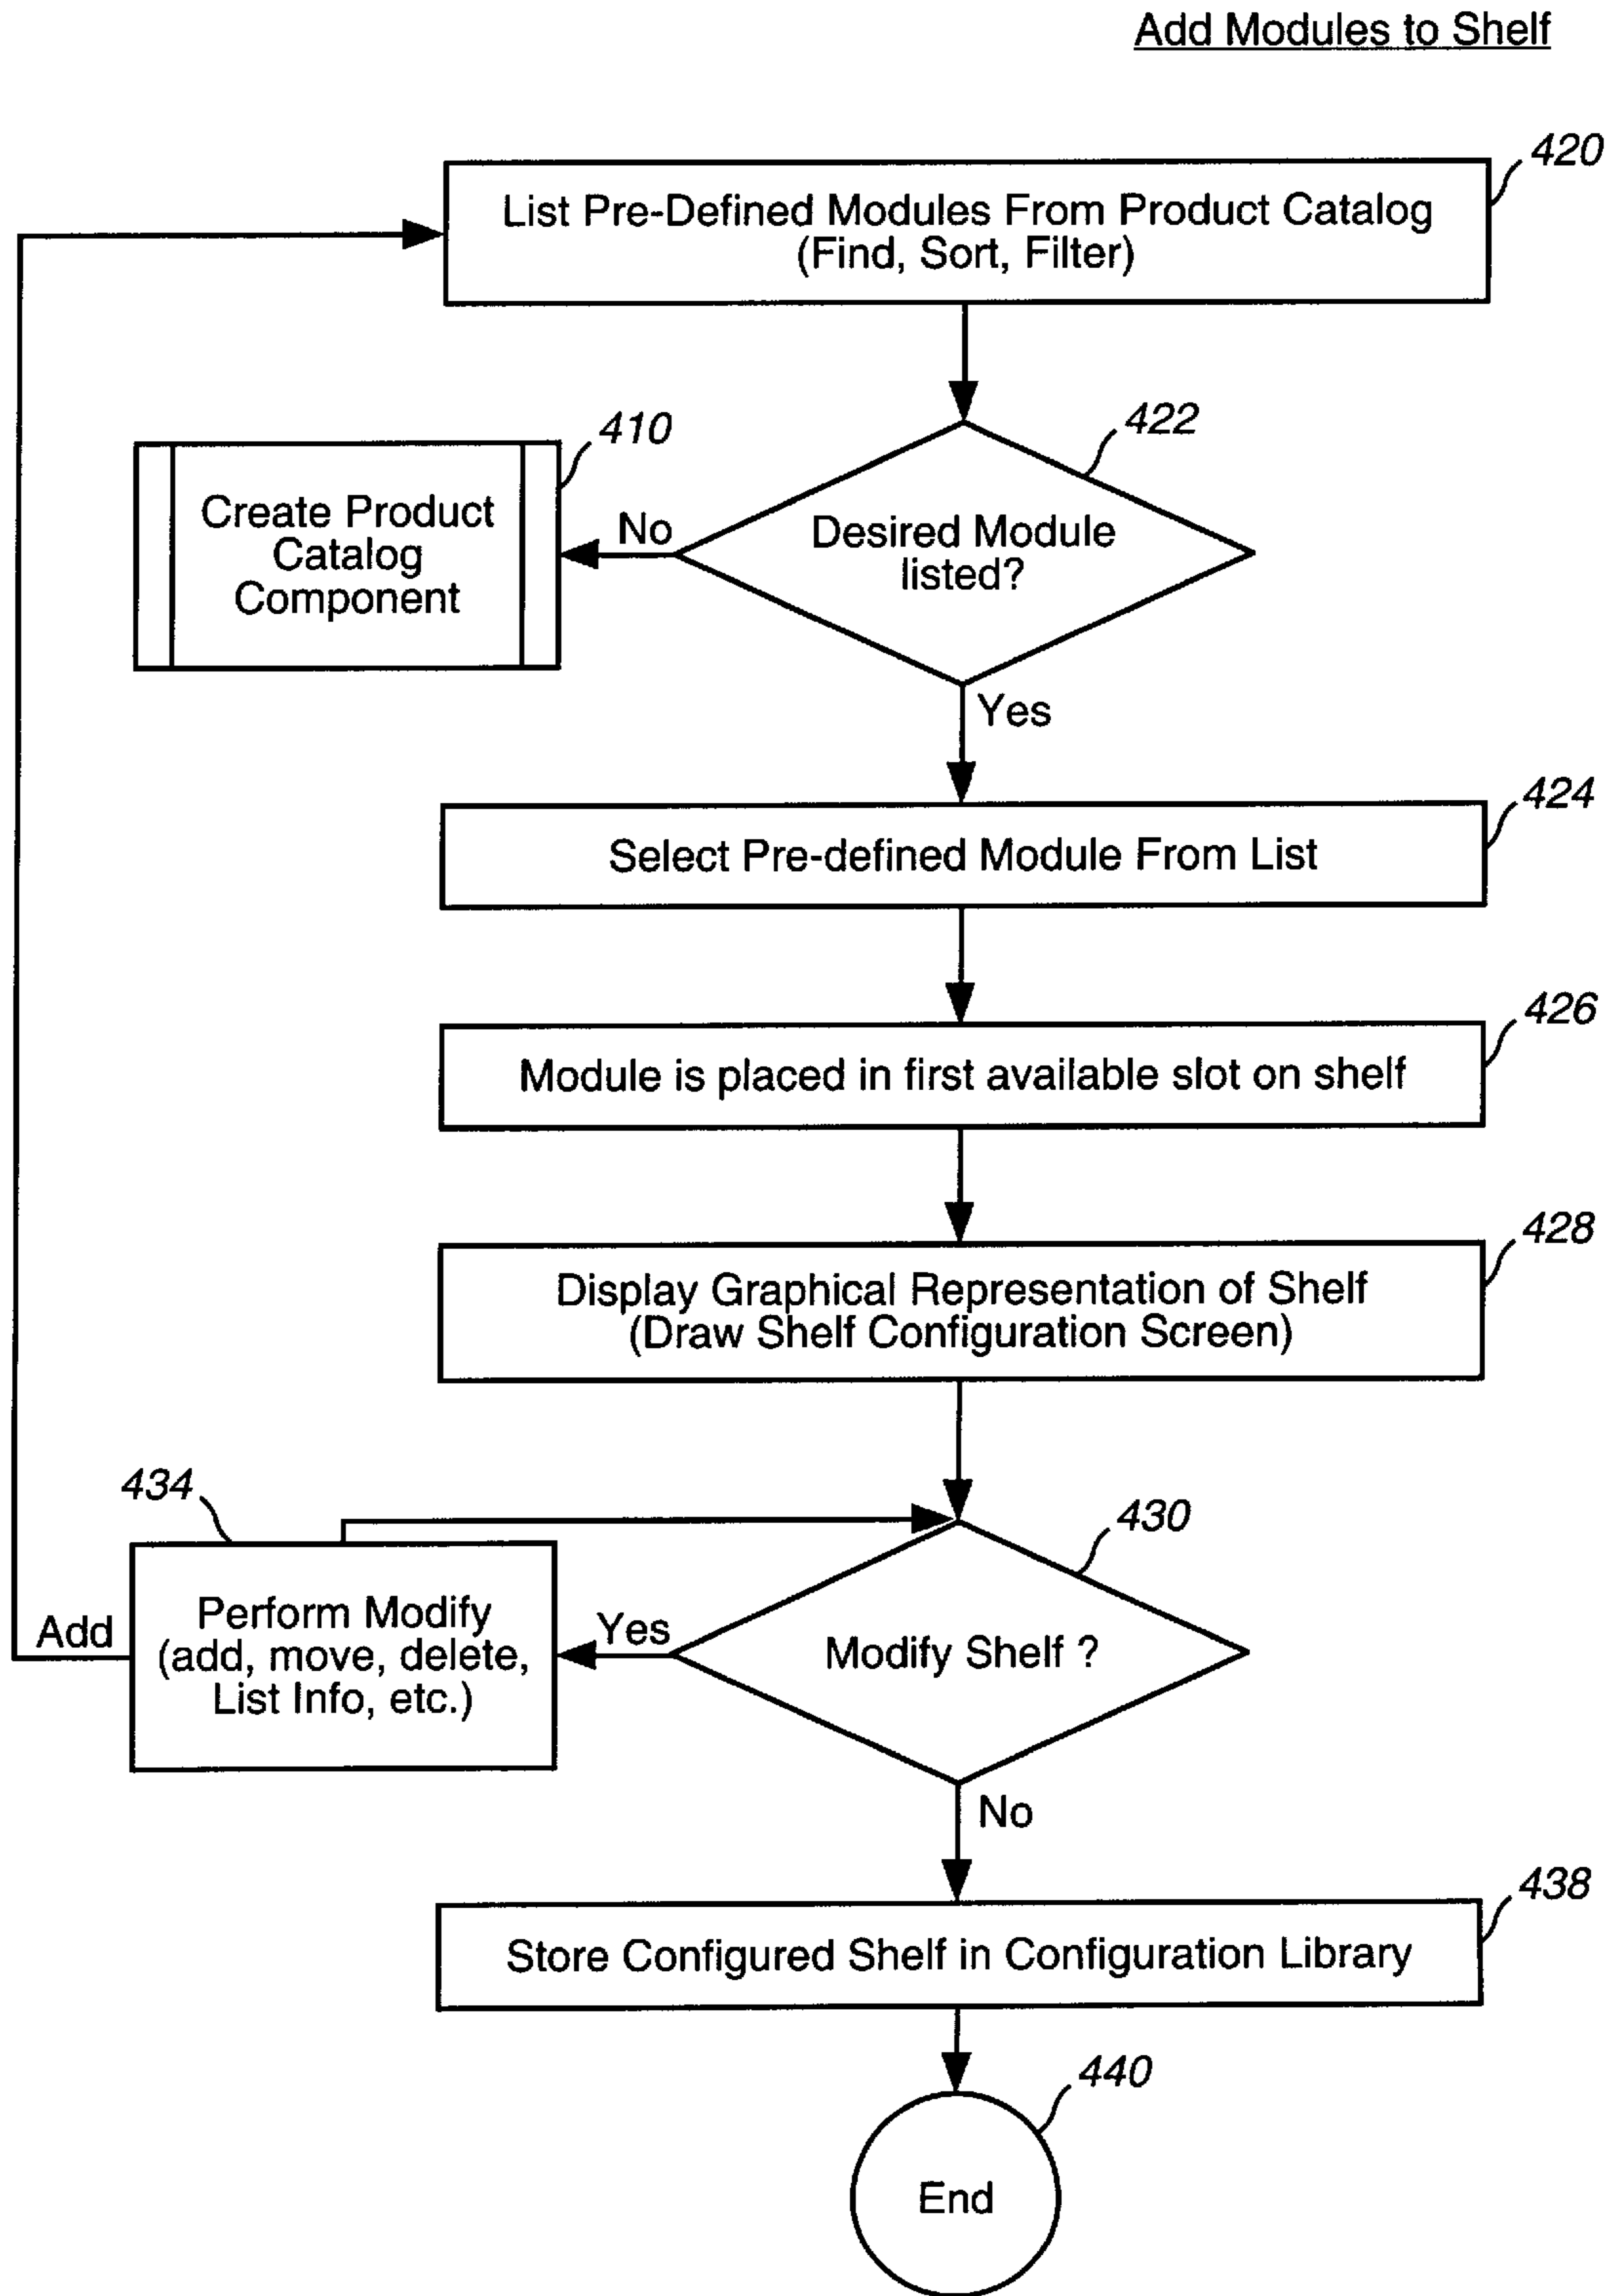 Add Modules to Shelf
420
List Pre-Defined Modules From Product Catalog
(Find, Sort, Filter)
422
410
Create Product
Catalog
Component
No
Desired Module
listed?
Yes
424
Select Pre-defined Module From List
426
Module is placed in first available slot on shelf
428
Display Graphical Representation of Shelf
(Draw Shelf Configuration Screen)
434
430
Add
Perform Modify
(add, move, delete,
List Info, etc.)
Yes
Modify Shelf ?
No
438
Store Configured Shelf in Configuration Library
440
End